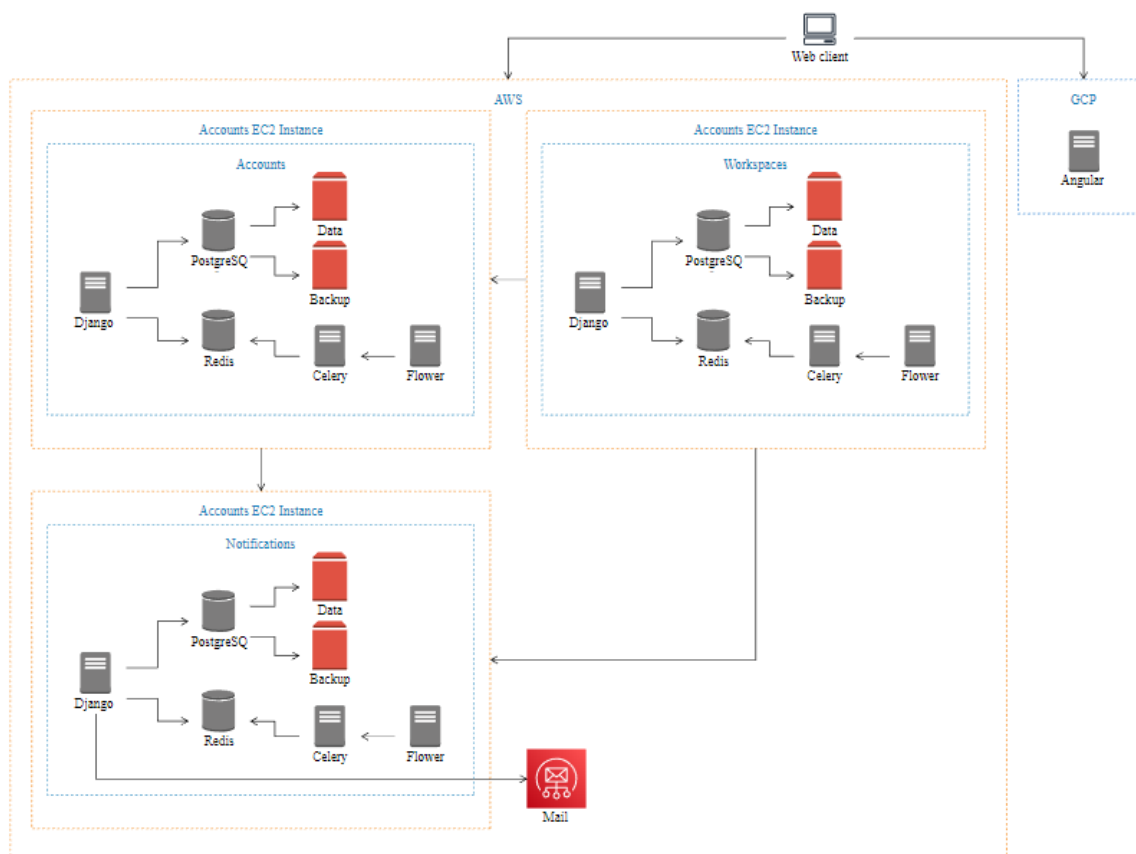 Web client
AWS
GCP
Angular
Accounts EC2 Instance
Accounts
Data
PostgreSQ
Backup
Django
Redis
Celery
Flower
Accounts EC2 Instance
Workspaces
Data
PostgreSQ
Backup
Django
Redis
Celery
Flower
Accounts EC2 Instance
Notifications
Data
PostgreSQ
Backup
Django
Redis
Celery
Flower
Mail